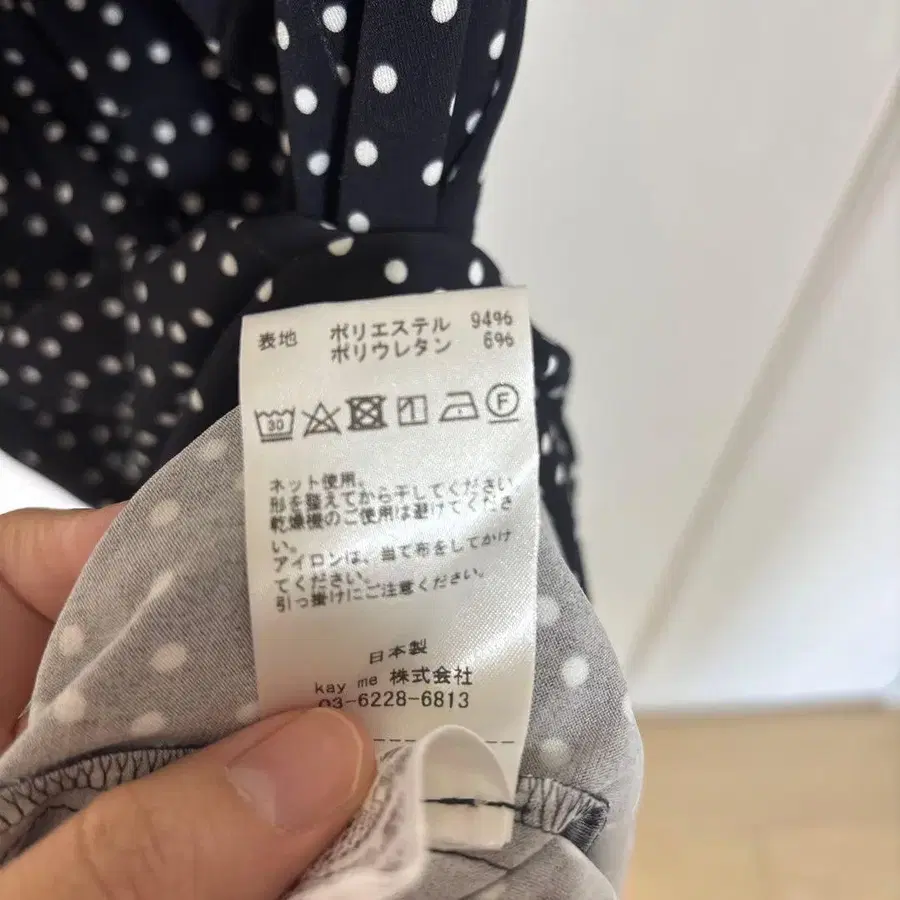 表地 ポリエステル 94%
ポリウレタン 6%
30 F
ネット使用。
形を整えてから干してください
乾燥機のご使用は避けてくださ
い。
アイロンは、当て布をしてかけ
てください。
引っ掛けにご注意ください。
日本製
kay me 株式会社
03-6228-6813